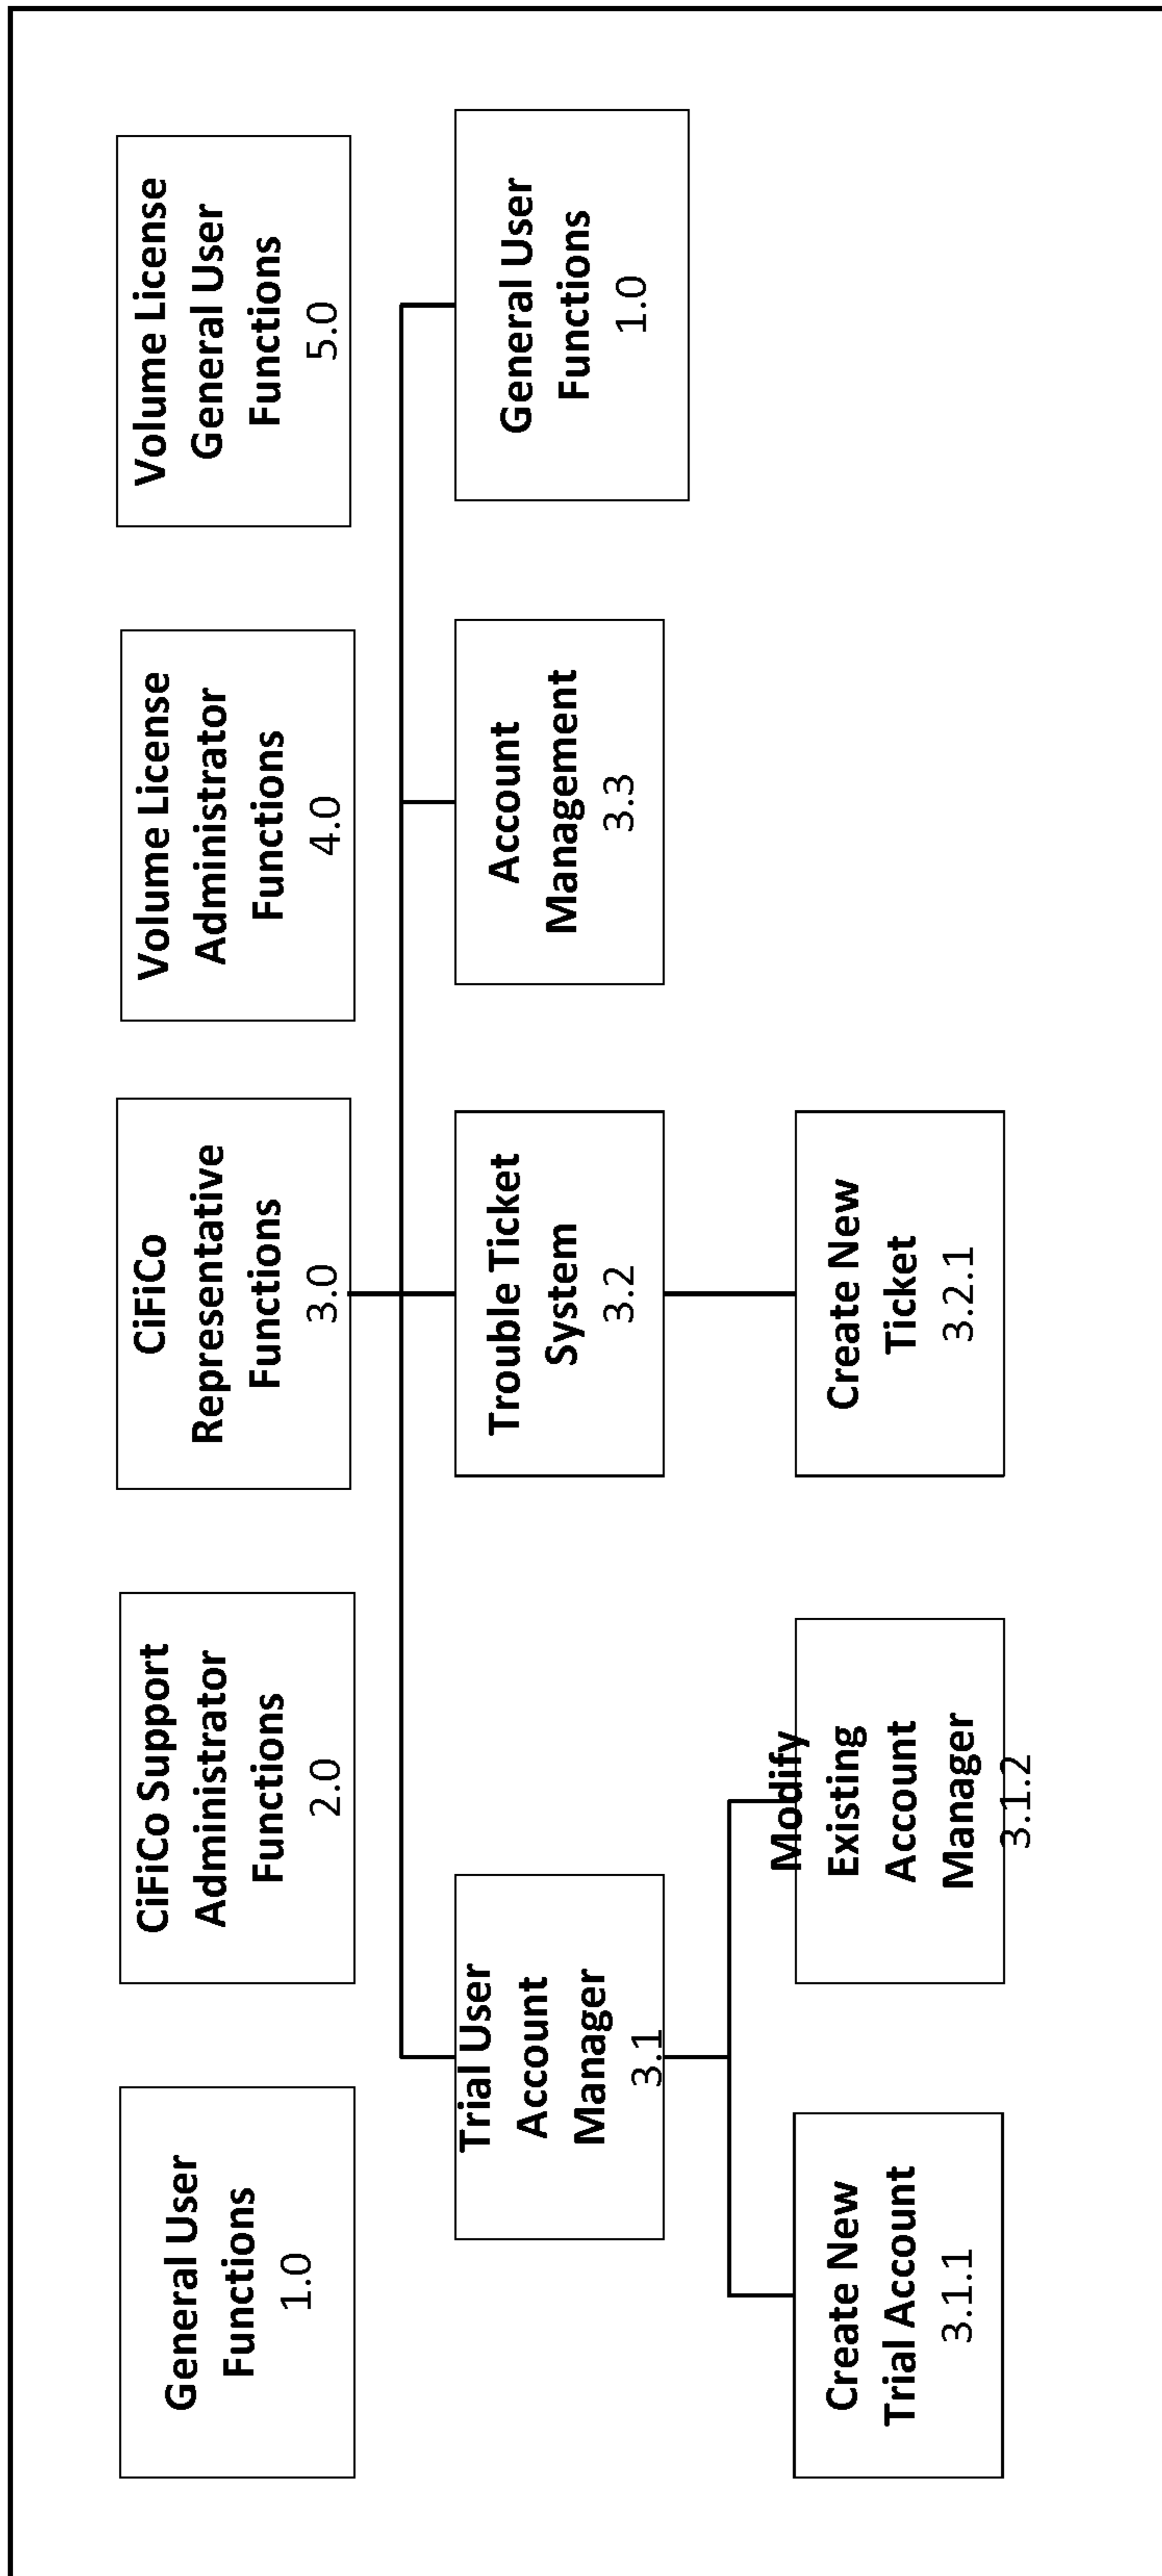 General User
Functions
1.0
CiFiCo Support
Administrator
Functions
2.0
CiFiCo
Representative
Functions
3.0
Volume License
Administrator
Functions
4.0
Volume License
General User
Functions
5.0
Trial User
Account
Manager
3.1
Trouble Ticket
System
3.2
Account
Management
3.3
General User
Functions
1.0
Create New
Trial Account
3.1.1
Modify
Existing
Account
Manager
3.1.2
Create New
Ticket
3.2.1